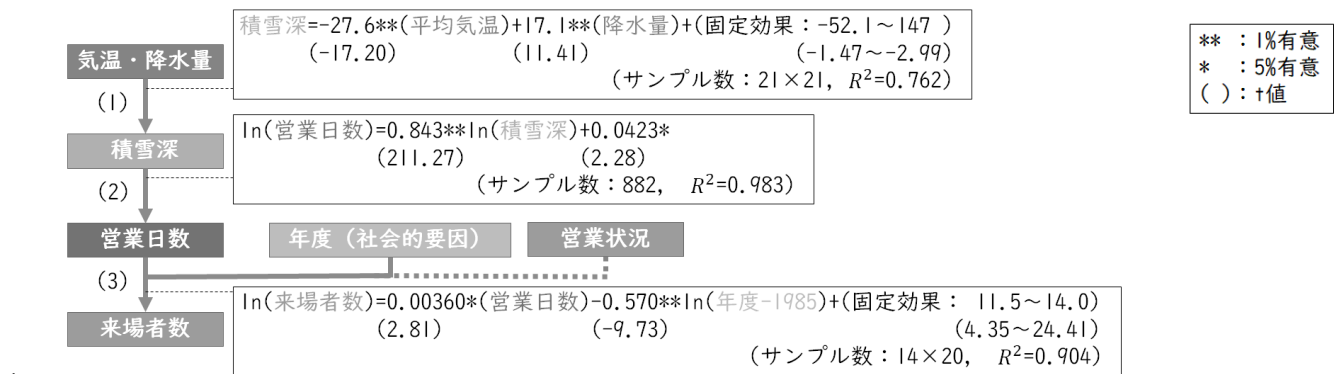 積雪深=-27.6**(平均気温)+17.1**(降水量)+(固定効果:-52.1~147 )
(-17.20) (11.41) (-1.47~-2.99)
(サンプル数:21×21, R²=0.762)
** :1%有意
* :5%有意
( ):t値
気温・降水量
(1)
ln(営業日数)=0.843**ln(積雪深)+0.0423*
(211.27) (2.28)
(サンプル数:882, R²=0.983)
積雪深
(2)
営業日数 年度(社会的要因) 営業状況
(3)
ln(来場者数)=0.00360*(営業日数)-0.570**ln(年度-1985)+(固定効果: 11.5~14.0)
(2.81) (-9.73) (4.35~24.41)
(サンプル数:14×20, R²=0.904)
来場者数